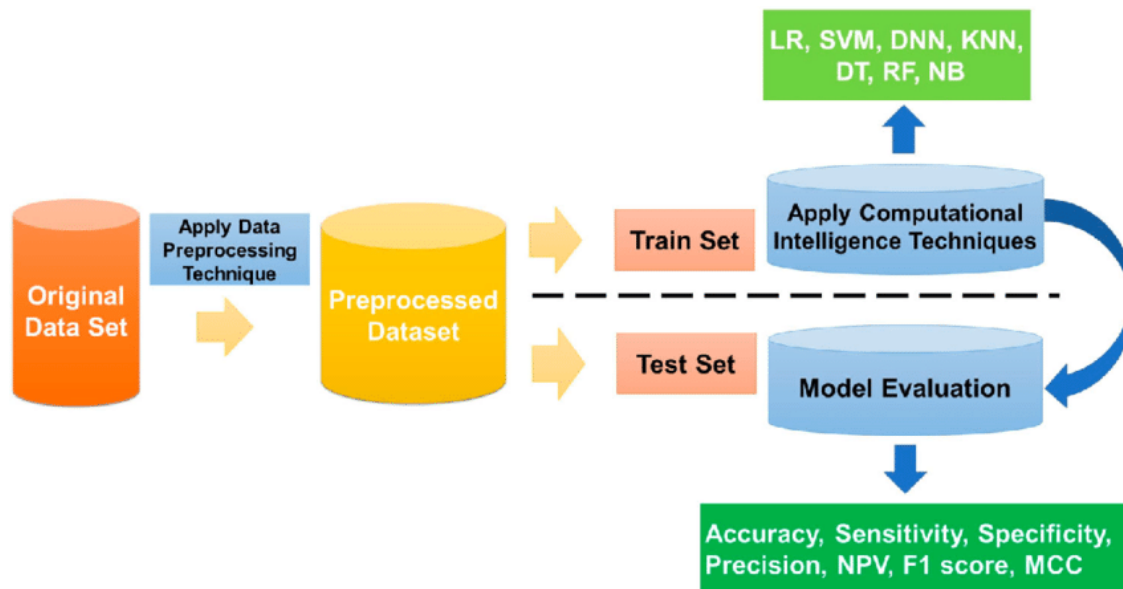 LR, SVM, DNN, KNN,
DT, RF, NB
Apply Data
Preprocessing
Technique
Original
Data Set
Preprocessed
Dataset
Train Set
Apply Computational
Intelligence Techniques
Test Set
Model Evaluation
Accuracy, Sensitivity, Specificity,
Precision, NPV, F1 score, MCC